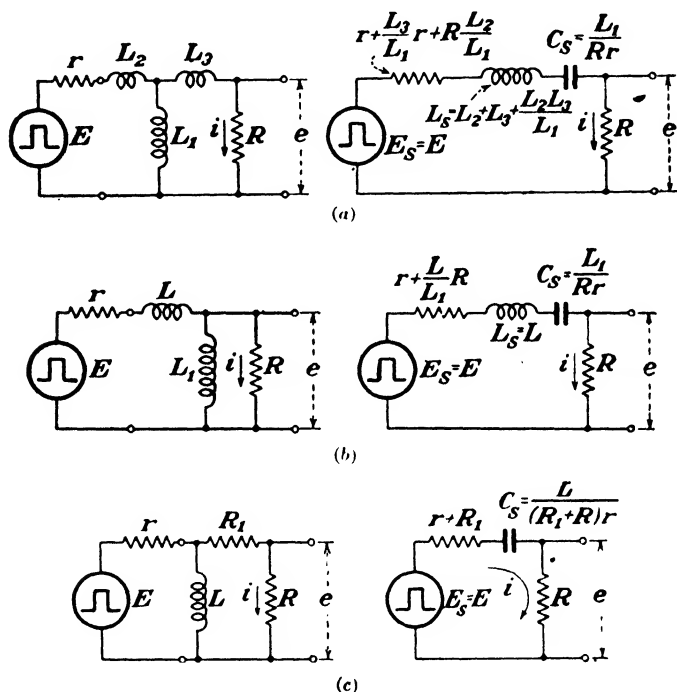 r L₂ L₃
E L₁ i R e
r+L₃/L₁ r+R L₂/L₁ Cₛ=L₁/Rr
Lₛ=L₂+L₃+L₂L₃/L₁
Eₛ=E i R e
(a)
r L
E L₁ i R e
r+L/L₁ R Cₛ=L₁/Rr
Lₛ=L
Eₛ=E i R e
(b)
r R₁
E L i R e
r+R₁ Cₛ=L/(R₁+R)r
Eₛ=E i R e
(c)